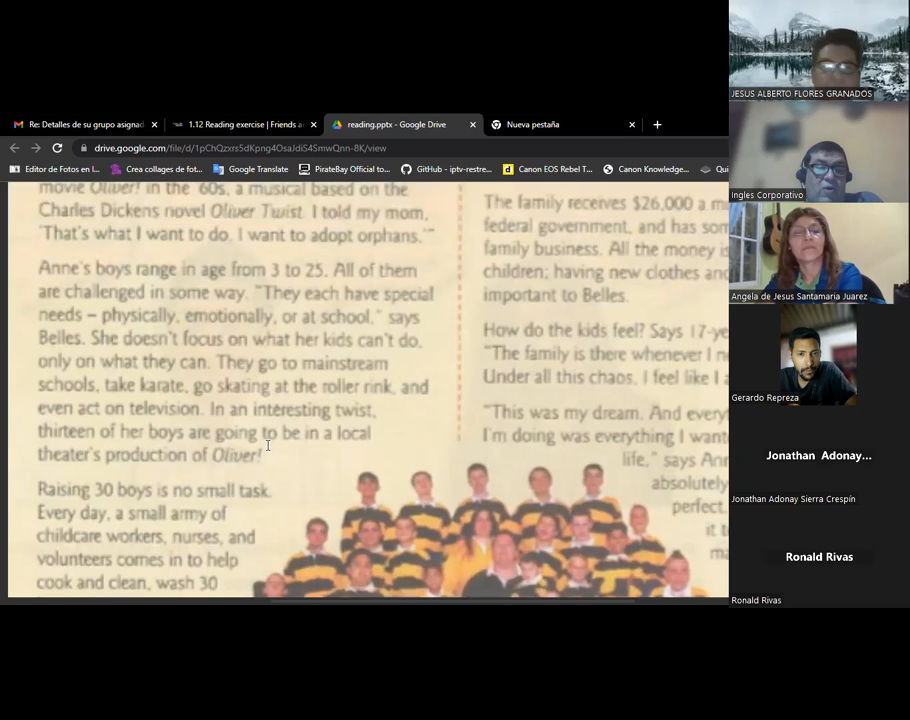 JESUS ALBERTO FLORES GRANADOS
Re: Detalles de su grupo asignad
1.12 Reading exercise | Friends a
reading.pptx - Google Drive
Nueva pestaña
drive.google.com/file/d/1pChQzxrs5dKpng4OsaJdiS4SmwQnn-8K/view
Editor de Fotos en l...
Crea collages de fot...
Google Translate
PirateBay Official to...
GitHub - iptv-restre...
Canon EOS Rebel T...
Canon Knowledge...
Qui
Ingles Corporativo
Angela de Jesus Santamaria Juarez
Gerardo Repreza
Jonathan Adonay...
Jonathan Adonay Sierra Crespín
Ronald Rivas
Ronald Rivas
movie Oliver! in the '60s, a musical based on the
Charles Dickens novel Oliver Twist. I told my mom,
'That's what I want to do. I want to adopt orphans.'"
Anne's boys range in age from 3 to 25. All of them
are challenged in some way. "They each have special
needs – physically, emotionally, or at school," says
Belles. She doesn't focus on what her kids can't do,
only on what they can. They go to mainstream
schools, take karate, go skating at the roller rink, and
even act on television. In an interesting twist,
thirteen of her boys are going to be in a local
theater's production of Oliver!
Raising 30 boys is no small task.
Every day, a small army of
childcare workers, nurses, and
volunteers comes in to help
cook and clean, wash 30
The family receives $26,000 a m
federal government, and has som
family business. All the money is
children; having new clothes and
important to Belles.
How do the kids feel? Says 17-ye
"The family is there whenever I n
Under all this chaos, I feel like I a
"This was my dream. And every
I'm doing was everything I want
life," says Ann
absolutely
perfect.
it t
ma